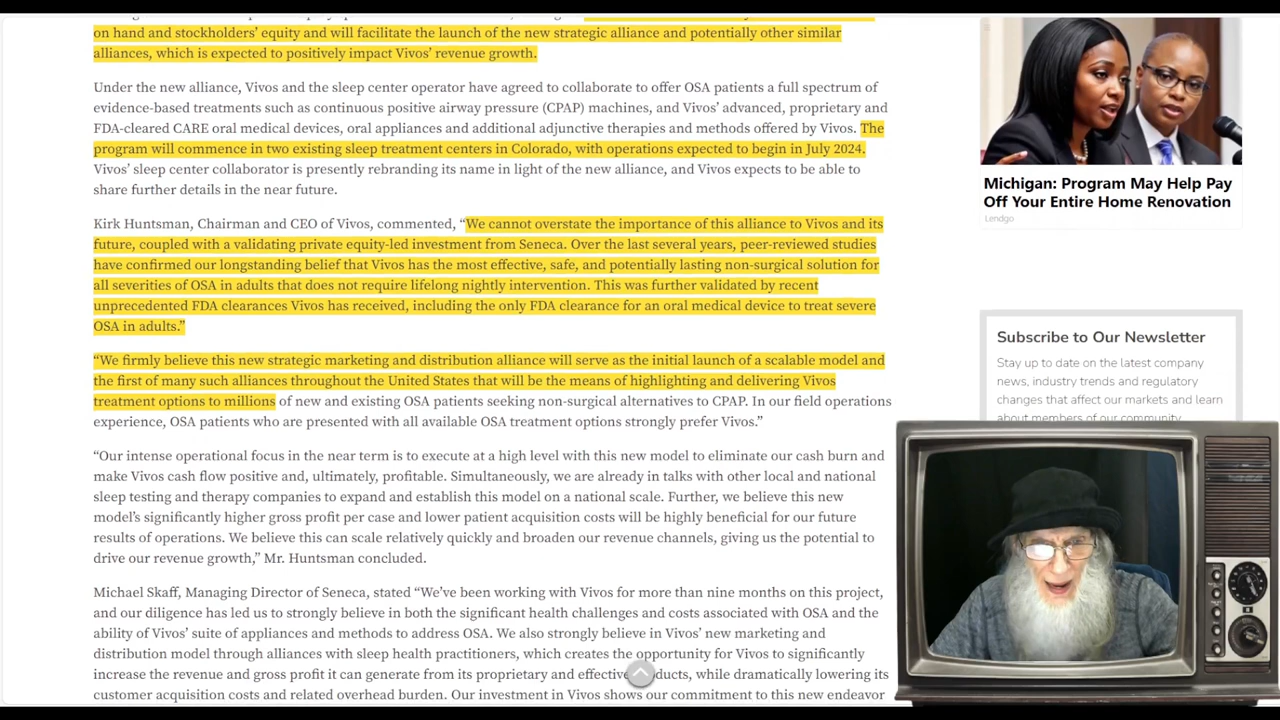 on hand and stockholders’ equity and will facilitate the launch of the new strategic alliance and potentially other similar
alliances, which is expected to positively impact Vivos’ revenue growth.
Under the new alliance, Vivos and the sleep center operator have agreed to collaborate to offer OSA patients a full spectrum of
evidence-based treatments such as continuous positive airway pressure (CPAP) machines, and Vivos’ advanced, proprietary and
FDA-cleared CARE oral medical devices, oral appliances and additional adjunctive therapies and methods offered by Vivos. The
program will commence in two existing sleep treatment centers in Colorado, with operations expected to begin in July 2024.
Vivos’ sleep center collaborator is presently rebranding its name in light of the new alliance, and Vivos expects to be able to
share further details in the near future.
Kirk Huntsman, Chairman and CEO of Vivos, commented, “We cannot overstate the importance of this alliance to Vivos and its
future, coupled with a validating private equity-led investment from Seneca. Over the last several years, peer-reviewed studies
have confirmed our longstanding belief that Vivos has the most effective, safe, and potentially lasting non-surgical solution for
all severities of OSA in adults that does not require lifelong nightly intervention. This was further validated by recent
unprecedented FDA clearances Vivos has received, including the only FDA clearance for an oral medical device to treat severe
OSA in adults.”
“We firmly believe this new strategic marketing and distribution alliance will serve as the initial launch of a scalable model and
the first of many such alliances throughout the United States that will be the means of highlighting and delivering Vivos
treatment options to millions of new and existing OSA patients seeking non-surgical alternatives to CPAP. In our field operations
experience, OSA patients who are presented with all available OSA treatment options strongly prefer Vivos.”
“Our intense operational focus in the near term is to execute at a high level with this new model to eliminate our cash burn and
make Vivos cash flow positive and, ultimately, profitable. Simultaneously, we are already in talks with other local and national
sleep testing and therapy companies to expand and establish this model on a national scale. Further, we believe this new
model’s significantly higher gross profit per case and lower patient acquisition costs will be highly beneficial for our future
results of operations. We believe this can scale relatively quickly and broaden our revenue channels, giving us the potential to
drive our revenue growth,” Mr. Huntsman concluded.
Michael Skaff, Managing Director of Seneca, stated “We’ve been working with Vivos for more than nine months on this project,
and our diligence has led us to strongly believe in both the significant health challenges and costs associated with OSA and the
ability of Vivos’ suite of appliances and methods to address OSA. We also strongly believe in Vivos’ new marketing and
distribution model through alliances with sleep health practitioners, which creates the opportunity for Vivos to significantly
increase the revenue and gross profit it can generate from its proprietary and effective products, while dramatically lowering its
customer acquisition costs and related overhead burden. Our investment in Vivos shows our commitment to this new endeavor
Michigan: Program May Help Pay
Off Your Entire Home Renovation
Lendgo
Subscribe to Our Newsletter
Stay up to date on the latest company
news, industry trends and regulatory
changes that affect our markets and learn
about members of our community